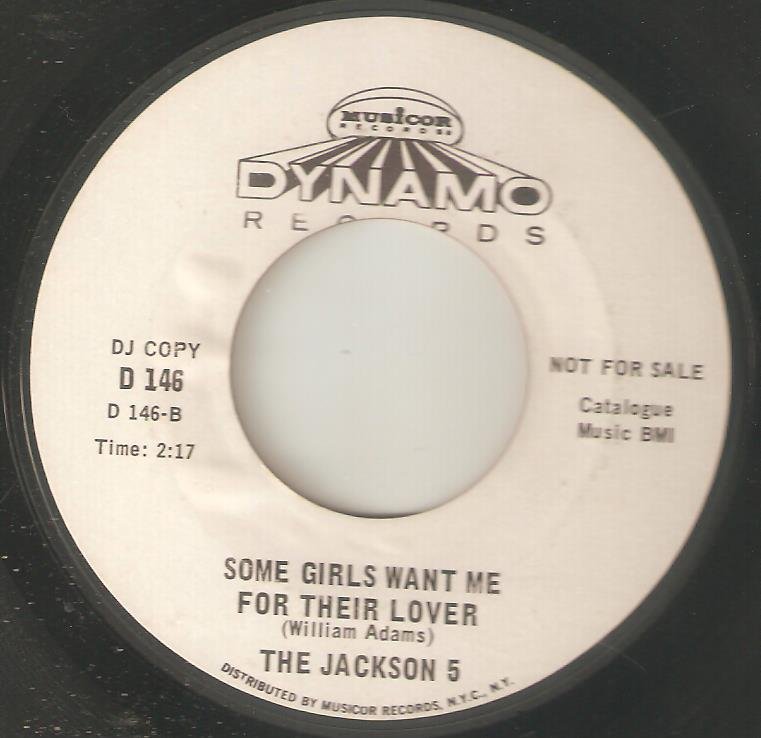 MUSICOR
RECORDS
DYNAMO
RECORDS
DJ COPY
D 146
D 146-B
Time: 2:17
NOT FOR SALE
Catalogue
Music BMI
SOME GIRLS WANT ME
FOR THEIR LOVER
(William Adams)
THE JACKSON 5
DISTRIBUTED BY MUSICOR RECORDS, N.Y.C., N.Y.